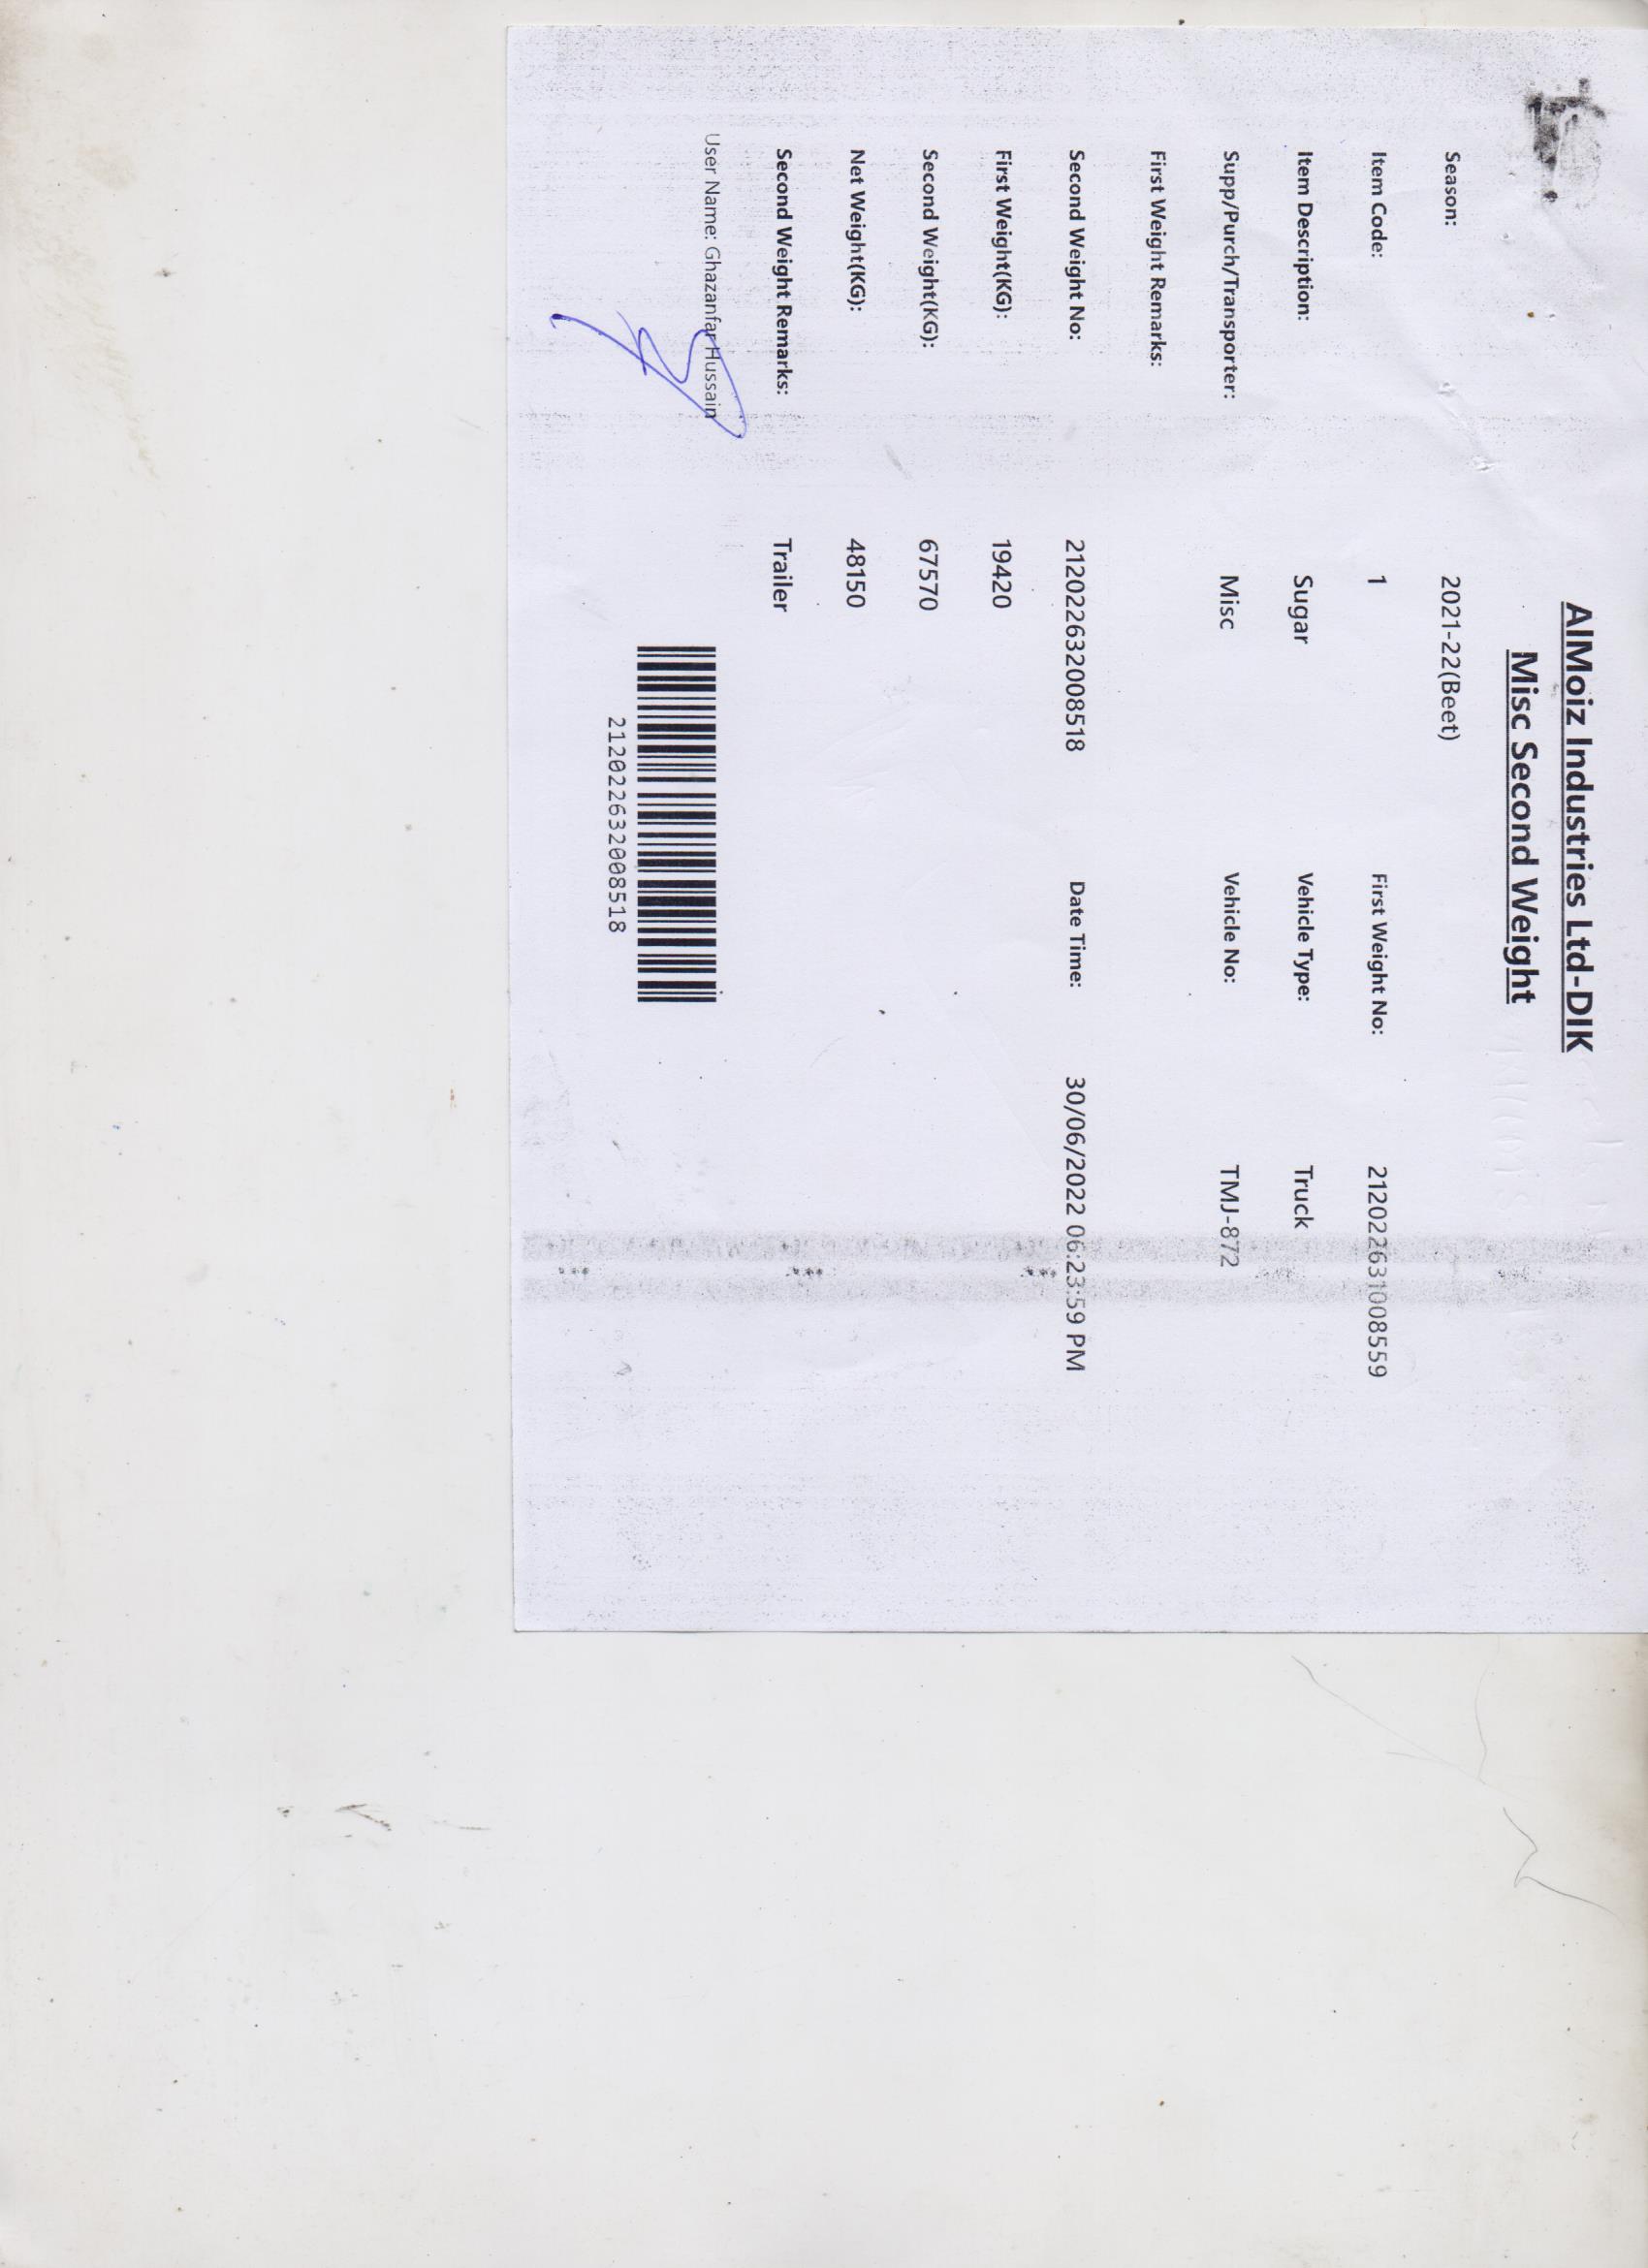 AlMoiz Industries Ltd-DIK
Misc Second Weight
Season: 2021-22(Beet)
Item Code: 1 First Weight No: 212022631008559
Item Description: Sugar Vehicle Type: Truck
Supp/Purch/Transporter: Misc Vehicle No: TMJ-872
First Weight Remarks:
Second Weight No: 212022632008518 Date Time: 30/06/2022 06:23:59 PM
First Weight(KG): 19420
Second Weight(KG): 67570
Net Weight(KG): 48150
Second Weight Remarks: Trailer
User Name: Ghazanfar Hussain
212022632008518